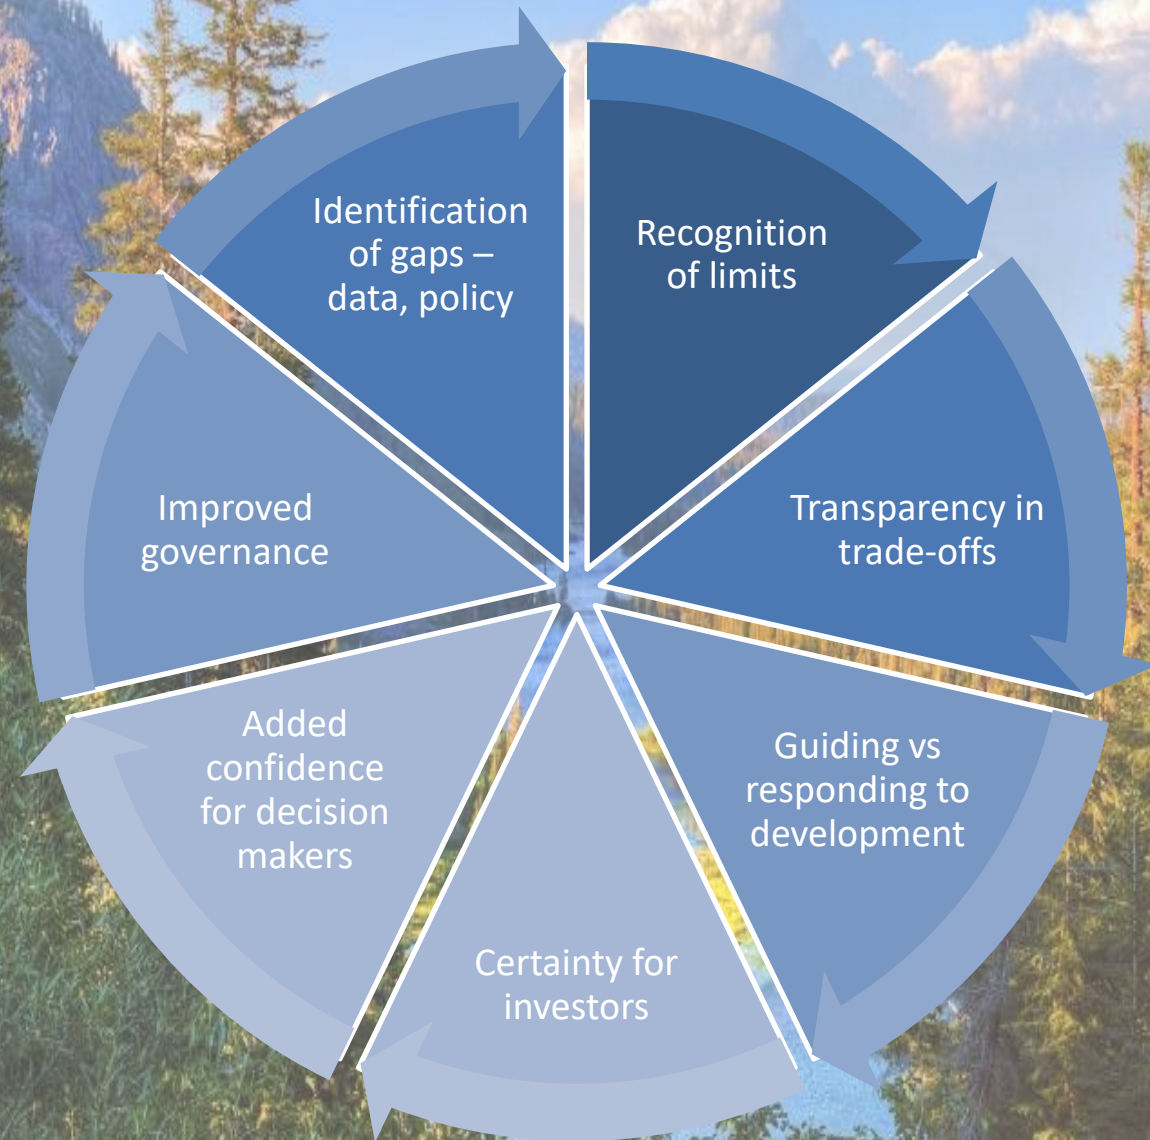 Recognition
of limits
Transparency in
trade-offs
Guiding vs
responding to
development
Certainty for
investors
Added
confidence
for decision
makers
Improved
governance
Identification
of gaps –
data, policy